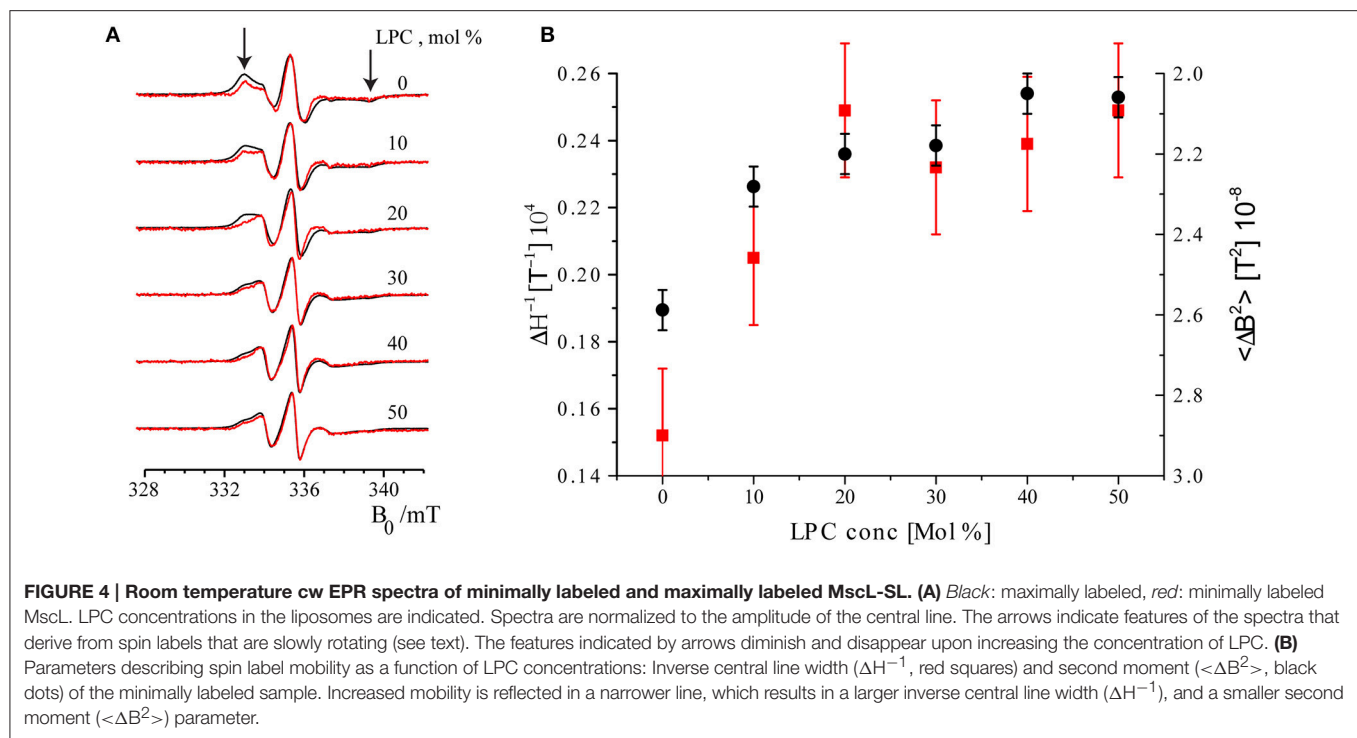 A
LPC , mol %
0
10
20
30
40
50
328 332 336 340
B0 /mT
B
0.26
0.24
0.22
0.20
0.18
0.16
0.14
ΔH⁻¹ [T⁻¹] 10⁴
2.0
2.2
2.4
2.6
2.8
3.0
<ΔB²> [T²] 10⁻⁸
0 10 20 30 40 50
LPC conc [Mol %]
FIGURE 4 | Room temperature cw EPR spectra of minimally labeled and maximally labeled MscL-SL. (A) Black: maximally labeled, red: minimally labeled
MscL. LPC concentrations in the liposomes are indicated. Spectra are normalized to the amplitude of the central line. The arrows indicate features of the spectra that
derive from spin labels that are slowly rotating (see text). The features indicated by arrows diminish and disappear upon increasing the concentration of LPC. (B)
Parameters describing spin label mobility as a function of LPC concentrations: Inverse central line width (ΔH⁻¹, red squares) and second moment (<ΔB²>, black
dots) of the minimally labeled sample. Increased mobility is reflected in a narrower line, which results in a larger inverse central line width (ΔH⁻¹), and a smaller second
moment (<ΔB²>) parameter.